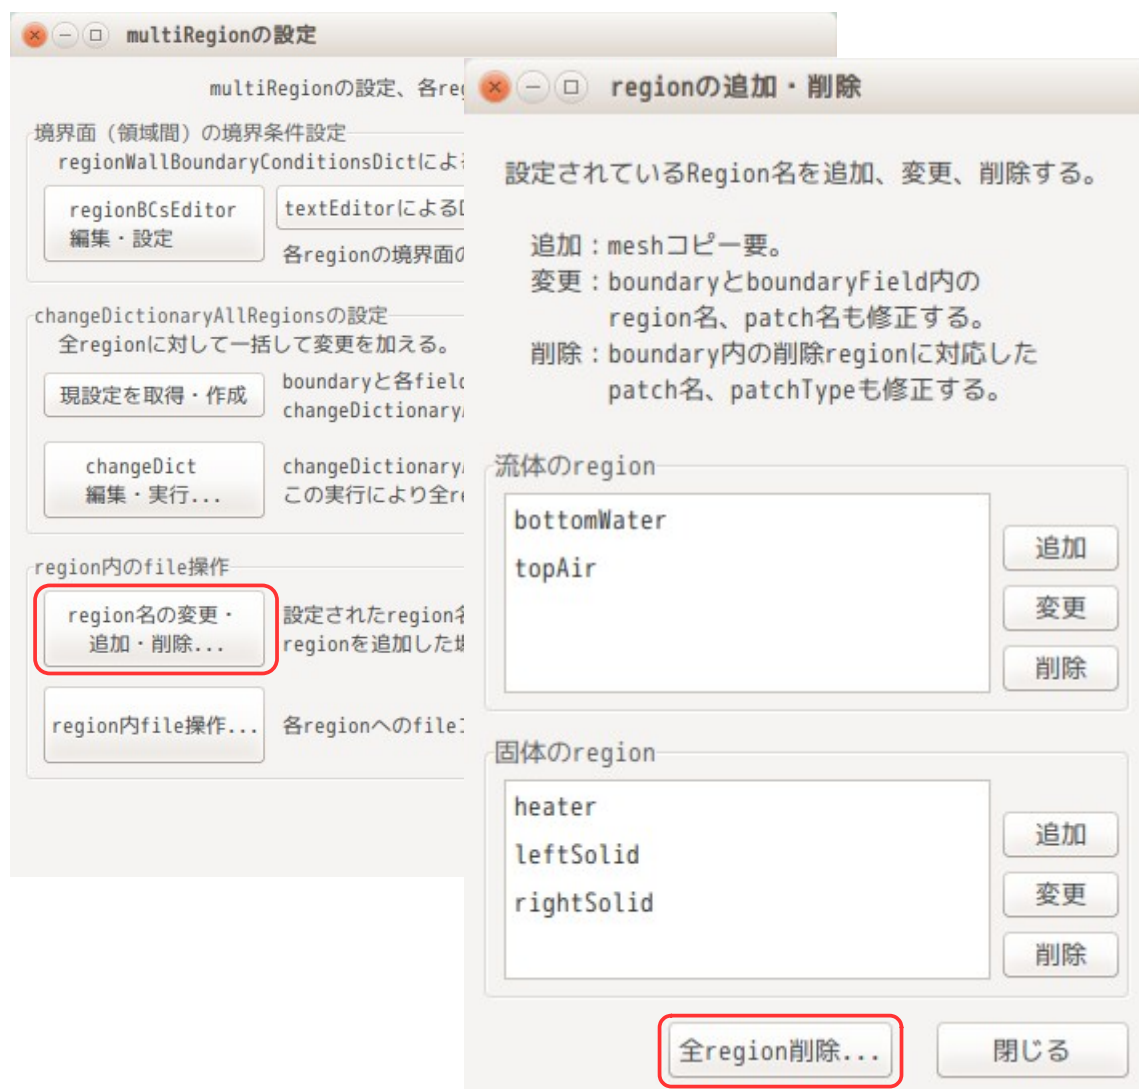 multiRegionの設定
multiRegionの設定、各reg
境界面（領域間）の境界条件設定
regionWallBoundaryConditionsDictによ
regionBCsEditor
編集・設定
textEditorによる
各regionの境界面の
changeDictionaryAllRegionsの設定
全regionに対して一括して変更を加える。
現設定を取得・作成
boundaryと各field
changeDictionary
changeDict
編集・実行...
changeDictionary
この実行により全re
region内のfile操作
region名の変更・
追加・削除...
設定されたregion名
regionを追加した場
region内file操作...
各regionへのfile
regionの追加・削除
設定されているRegion名を追加、変更、削除する。
追加：meshコピー要。
変更：boundaryとboundaryField内の
region名、patch名も修正する。
削除：boundary内の削除regionに対応した
patch名、patchTypeも修正する。
流体のregion
bottomWater
topAir
追加
変更
削除
固体のregion
heater
leftSolid
rightSolid
追加
変更
削除
全region削除...
閉じる